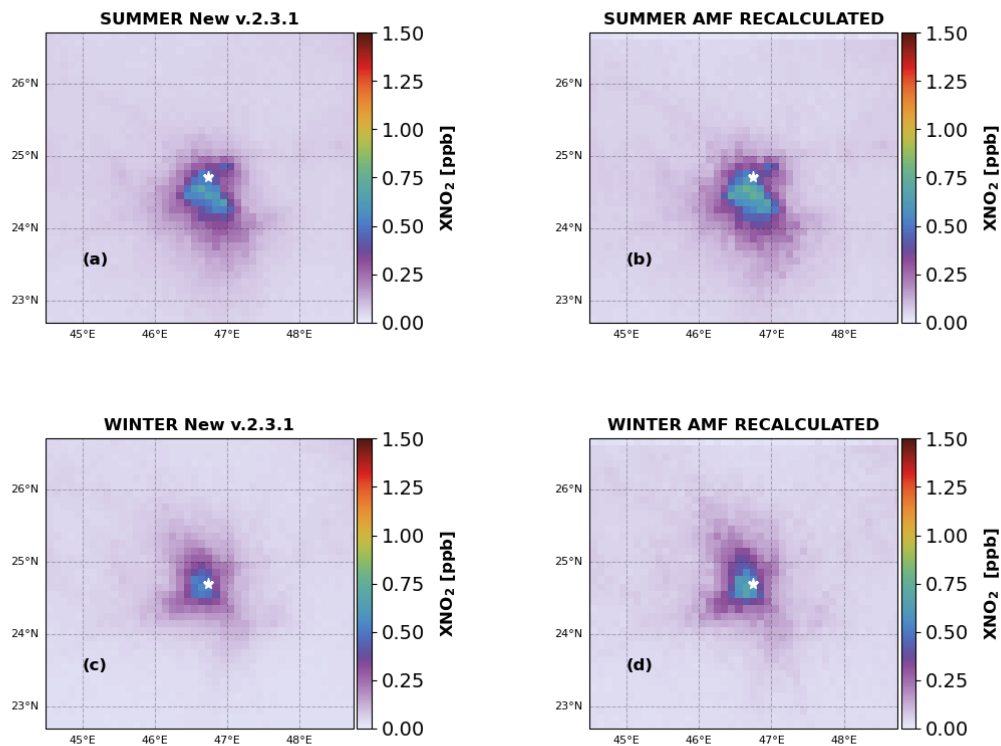 SUMMER New v.2.3.1
26°N
25°N
24°N
23°N
45°E 46°E 47°E 48°E
(a)
1.50
1.25
1.00
0.75
0.50
0.25
0.00
XNO₂ [ppb]
SUMMER AMF RECALCULATED
26°N
25°N
24°N
23°N
45°E 46°E 47°E 48°E
(b)
1.50
1.25
1.00
0.75
0.50
0.25
0.00
XNO₂ [ppb]
WINTER New v.2.3.1
26°N
25°N
24°N
23°N
45°E 46°E 47°E 48°E
(c)
1.50
1.25
1.00
0.75
0.50
0.25
0.00
XNO₂ [ppb]
WINTER AMF RECALCULATED
26°N
25°N
24°N
23°N
45°E 46°E 47°E 48°E
(d)
1.50
1.25
1.00
0.75
0.50
0.25
0.00
XNO₂ [ppb]